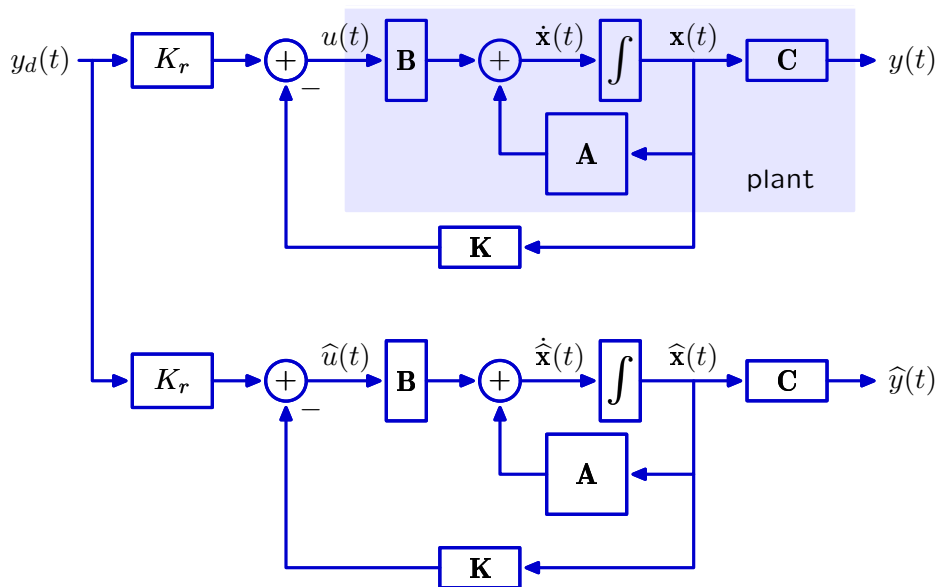 y_d(t) K_r + − u(t) B + ẋ(t) ∫ x(t) C y(t)
A
plant
K
K_r + − û(t) B + x̂̇(t) ∫ x̂(t) C ŷ(t)
A
K